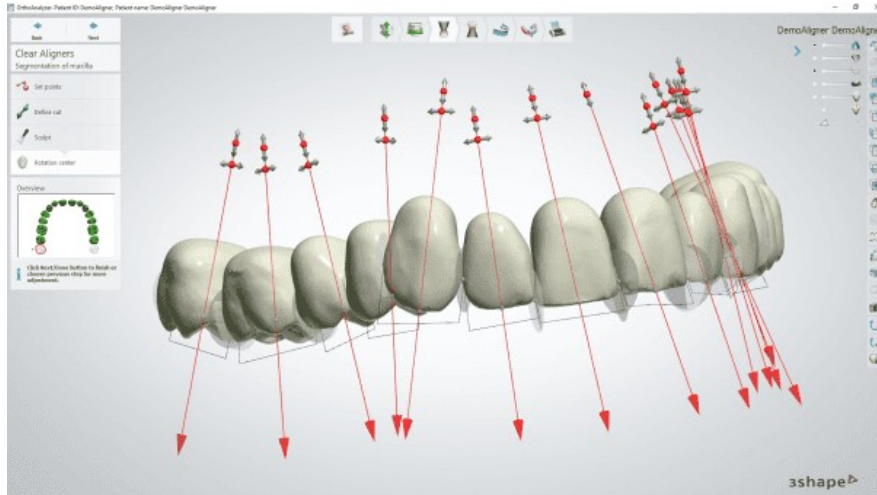 OrthoAnalyzer- Patient ID: DemoAligner, Patient name: DemoAligner DemoAligner
Back
Next
DemoAligner DemoAligner
Clear Aligners
Segmentation of maxilla
Set points
Define cut
Sculpt
Rotation center
Overview
Click Next/Done button to finish or
choose previous step for more
adjustment.
3shape